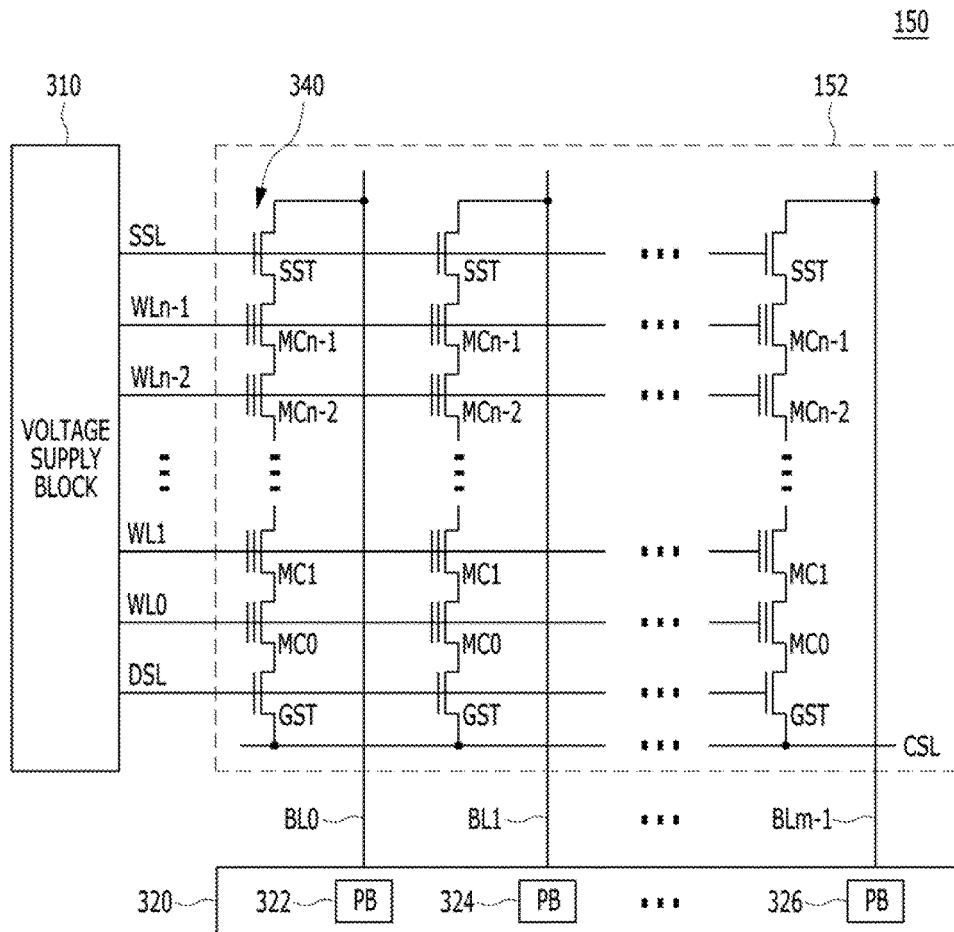 150
310
340
152
SSL
SST
SST
SST
WLn-1
MCn-1
MCn-1
MCn-1
WLn-2
MCn-2
MCn-2
MCn-2
VOLTAGE
SUPPLY
BLOCK
WL1
MC1
MC1
MC1
WL0
MC0
MC0
MC0
DSL
GST
GST
GST
CSL
BL0
BL1
BLm-1
320
322
PB
324
PB
326
PB